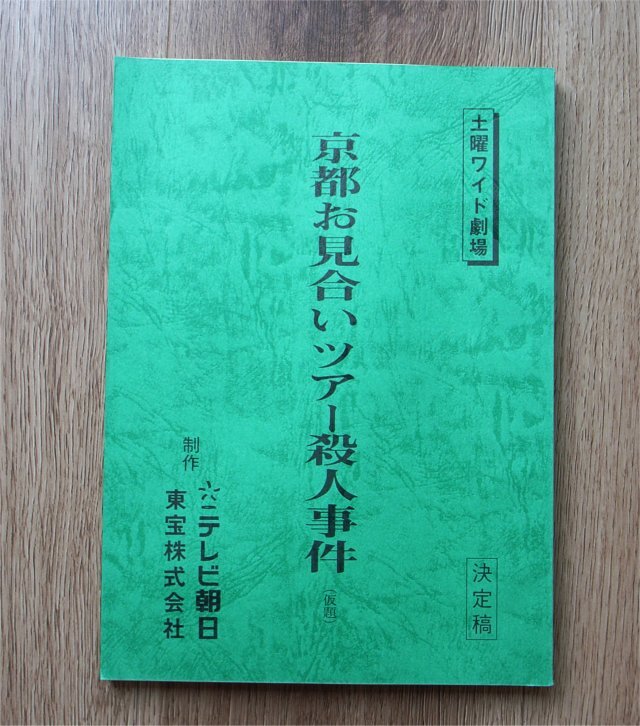 土曜ワイド劇場
京都お見合いツアー殺人事件
(仮題)
制作
テレビ朝日
東宝株式会社
決定稿